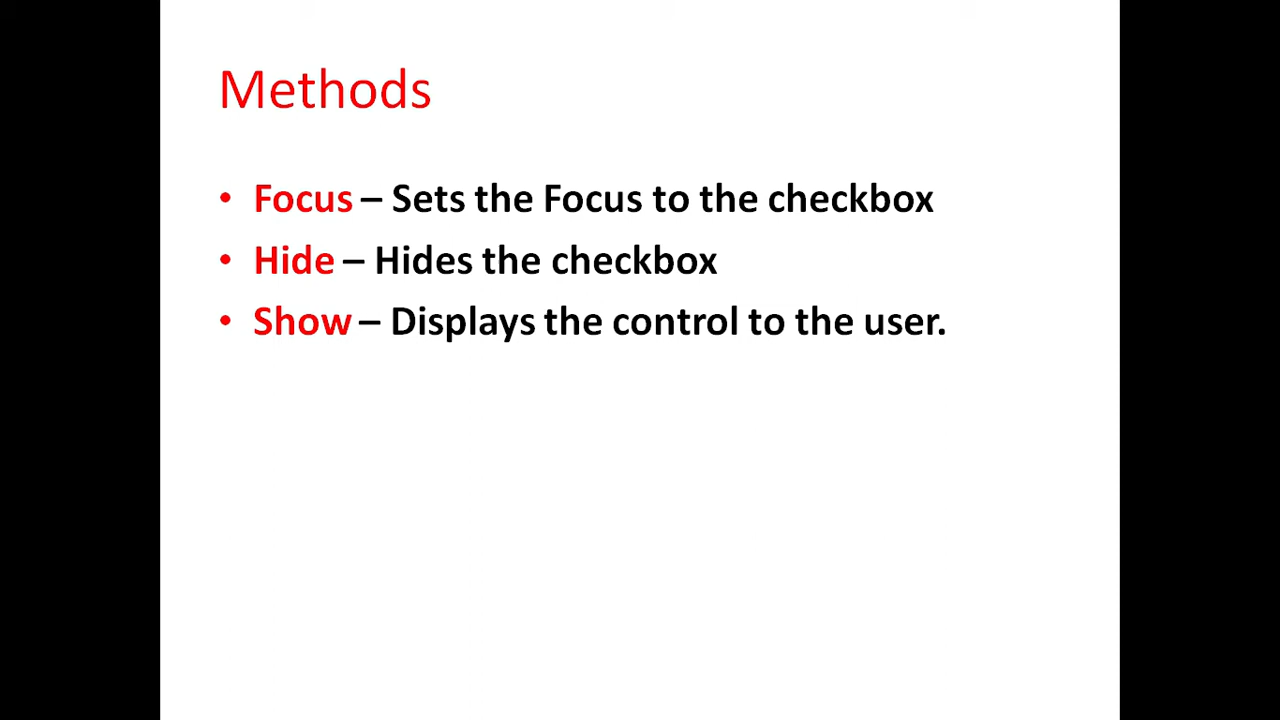 Methods
• Focus – Sets the Focus to the checkbox
• Hide – Hides the checkbox
• Show – Displays the control to the user.